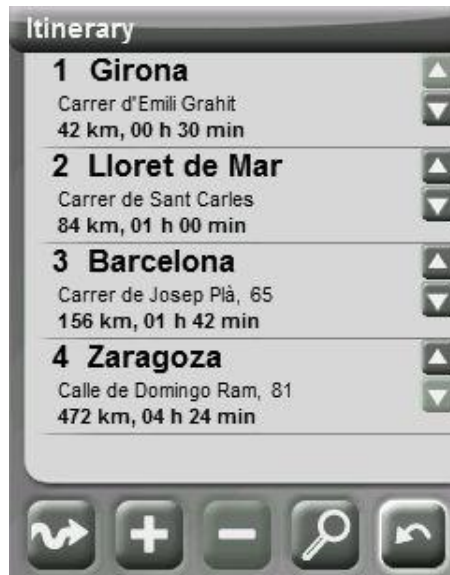 Itinerary
1 Girona
Carrer d'Emili Grahit
42 km, 00 h 30 min
2 Lloret de Mar
Carrer de Sant Carles
84 km, 01 h 00 min
3 Barcelona
Carrer de Josep Plà, 65
156 km, 01 h 42 min
4 Zaragoza
Calle de Domingo Ram, 81
472 km, 04 h 24 min